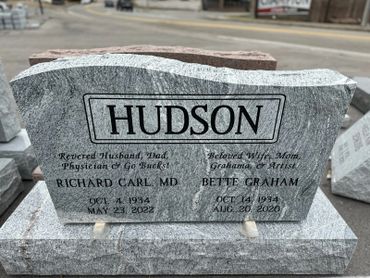 HUDSON
Revered Husband, Dad,
Physician & Go Bucks!
RICHARD CARL, MD
OCT. 4, 1934
MAY 23, 2022
Beloved Wife, Mom,
Grahama, & Artist
BETTE GRAHAM
OCT. 14, 1934
AUG. 20, 2020